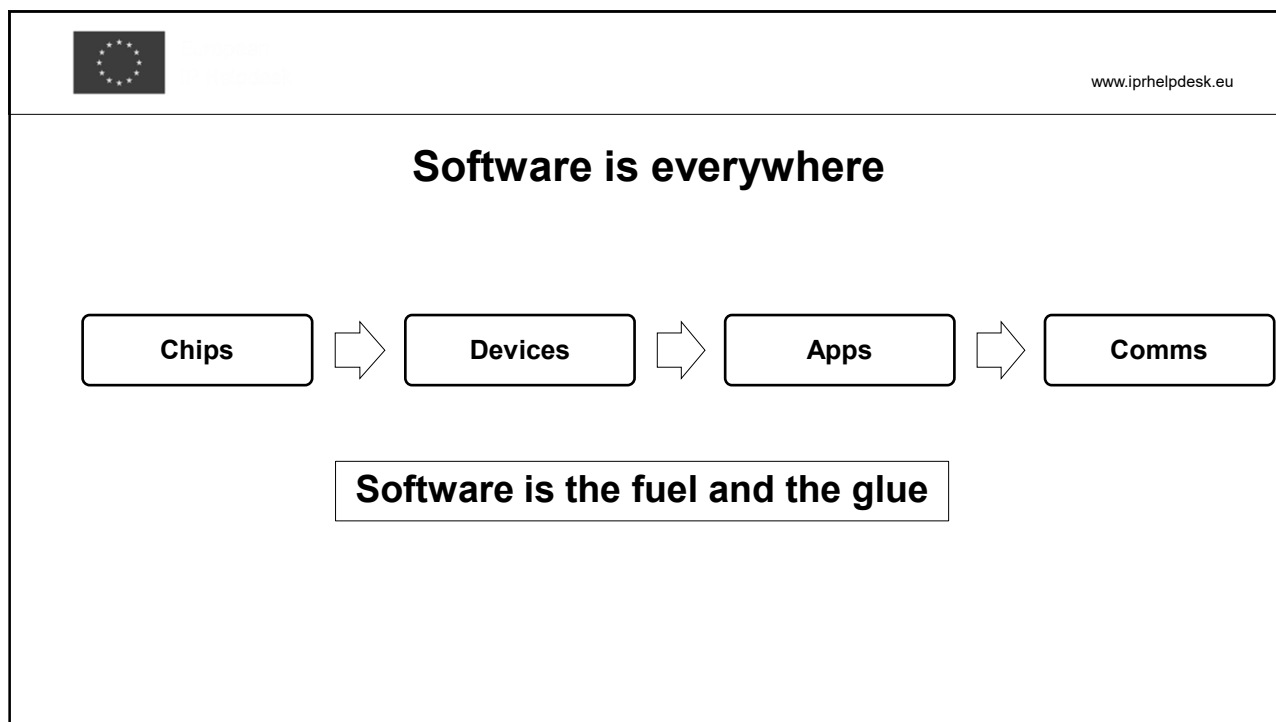 www.iprhelpdesk.eu
Software is everywhere
Chips
Devices
Apps
Comms
Software is the fuel and the glue